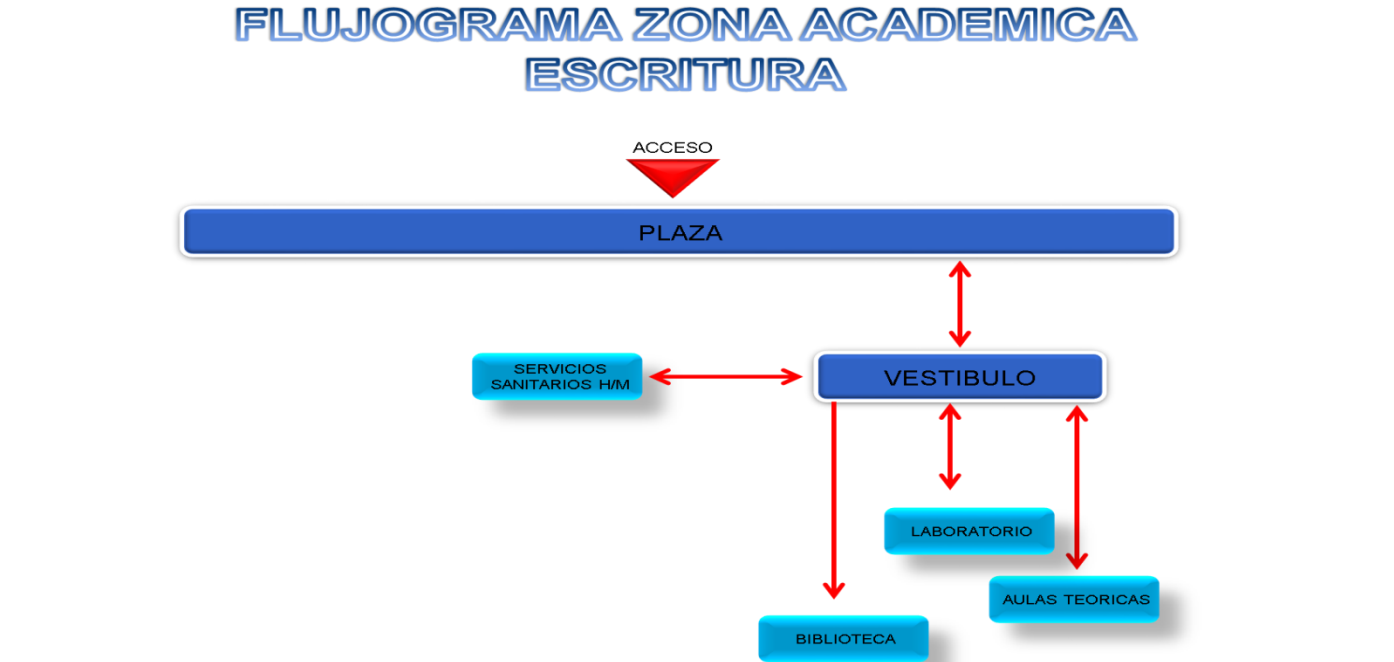 FLUJOGRAMA ZONA ACADEMICA
ESCRITURA
ACCESO
PLAZA
SERVICIOS
SANITARIOS H/M
VESTIBULO
LABORATORIO
AULAS TEORICAS
BIBLIOTECA